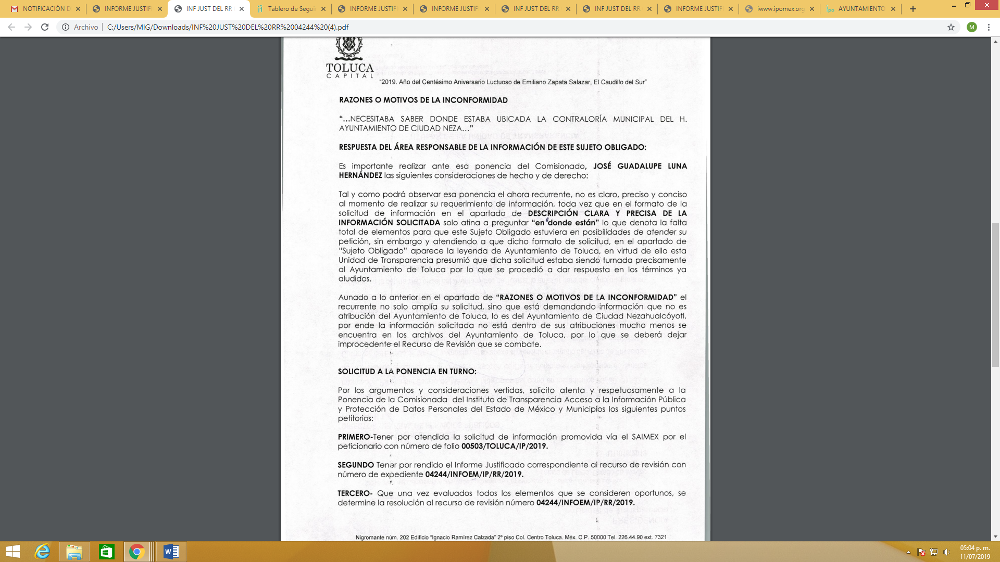 NOTIFICACIÓN D
INFORME JUSTIFI
INF JUST DEL RR
Tablero de Segui
INFORME JUSTIFI
INFORME JUSTIFI
INF JUST DEL RR
INF JUST DEL RR
INFORME JUSTIFI
iwww.ipomex.org
AYUNTAMIENTO
Archivo
C:/Users/MIG/Downloads/INF%20JUST%20DEL%20RR%2004244%20(4).pdf
M
TOLUCA
CAPITAL
“2019. Año del Centésimo Aniversario Luctuoso de Emiliano Zapata Salazar, El Caudillo del Sur”
RAZONES O MOTIVOS DE LA INCONFORMIDAD
“…NECESITABA SABER DONDE ESTABA UBICADA LA CONTRALORÍA MUNICIPAL DEL H.
AYUNTAMIENTO DE CIUDAD NEZA…”
RESPUESTA DEL ÁREA RESPONSABLE DE LA INFORMACIÓN DE ESTE SUJETO OBLIGADO:
Es importante realizar ante esa ponencia del Comisionado, JOSÉ GUADALUPE LUNA
HERNÁNDEZ las siguientes consideraciones de hecho y de derecho:
Tal y como podrá observar esa ponencia el ahora recurrente, no es claro, preciso y conciso
al momento de realizar su requerimiento de información, toda vez que en el formato de la
solicitud de información en el apartado de DESCRIPCIÓN CLARA Y PRECISA DE LA
INFORMACIÓN SOLICITADA solo atina a preguntar “en donde están” lo que denota la falta
total de elementos para que este Sujeto Obligado estuviera en posibilidades de atender su
petición, sin embargo y atendiendo a que dicho formato de solicitud, en el apartado de
“Sujeto Obligado” aparece la leyenda de Ayuntamiento de Toluca, en virtud de ello esta
Unidad de Transparencia presumió que dicha solicitud estaba siendo turnada precisamente
al Ayuntamiento de Toluca por lo que se procedió a dar respuesta en los términos ya
aludidos.
Aunado a lo anterior en el apartado de “RAZONES O MOTIVOS DE LA INCONFORMIDAD” el
recurrente no solo amplía su solicitud, sino que está demandando información que no es
atribución del Ayuntamiento de Toluca, lo es del Ayuntamiento de Ciudad Nezahualcóyotl,
por ende la información solicitada no está dentro de sus atribuciones mucho menos se
encuentra en los archivos del Ayuntamiento de Toluca, por lo que se deberá dejar
improcedente el Recurso de Revisión que se combate.
SOLICITUD A LA PONENCIA EN TURNO:
Por los argumentos y consideraciones vertidas, solicito atenta y respetuosamente a la
Ponencia de la Comisionada del Instituto de Transparencia Acceso a la Información Pública
y Protección de Datos Personales del Estado de México y Municipios los siguientes puntos
petitorios:
PRIMERO-Tener por atendida la solicitud de información promovida vía el SAIMEX por el
peticionario con número de folio 00503/TOLUCA/IP/2019.
SEGUNDO Tener por rendido el Informe Justificado correspondiente al recurso de revisión con
número de expediente 04244/INFOEM/IP/RR/2019.
TERCERO- Que una vez evaluados todos los elementos que se consideren oportunos, se
determine la resolución al recurso de revisión número 04244/INFOEM/IP/RR/2019.
Nigromante núm. 202 Edificio “Ignacio Ramírez Calzada” 2º piso Col. Centro Toluca. Méx. C.P. 50000 Tel. 226.44.90 ext. 7321
05:04 p. m.
11/07/2019